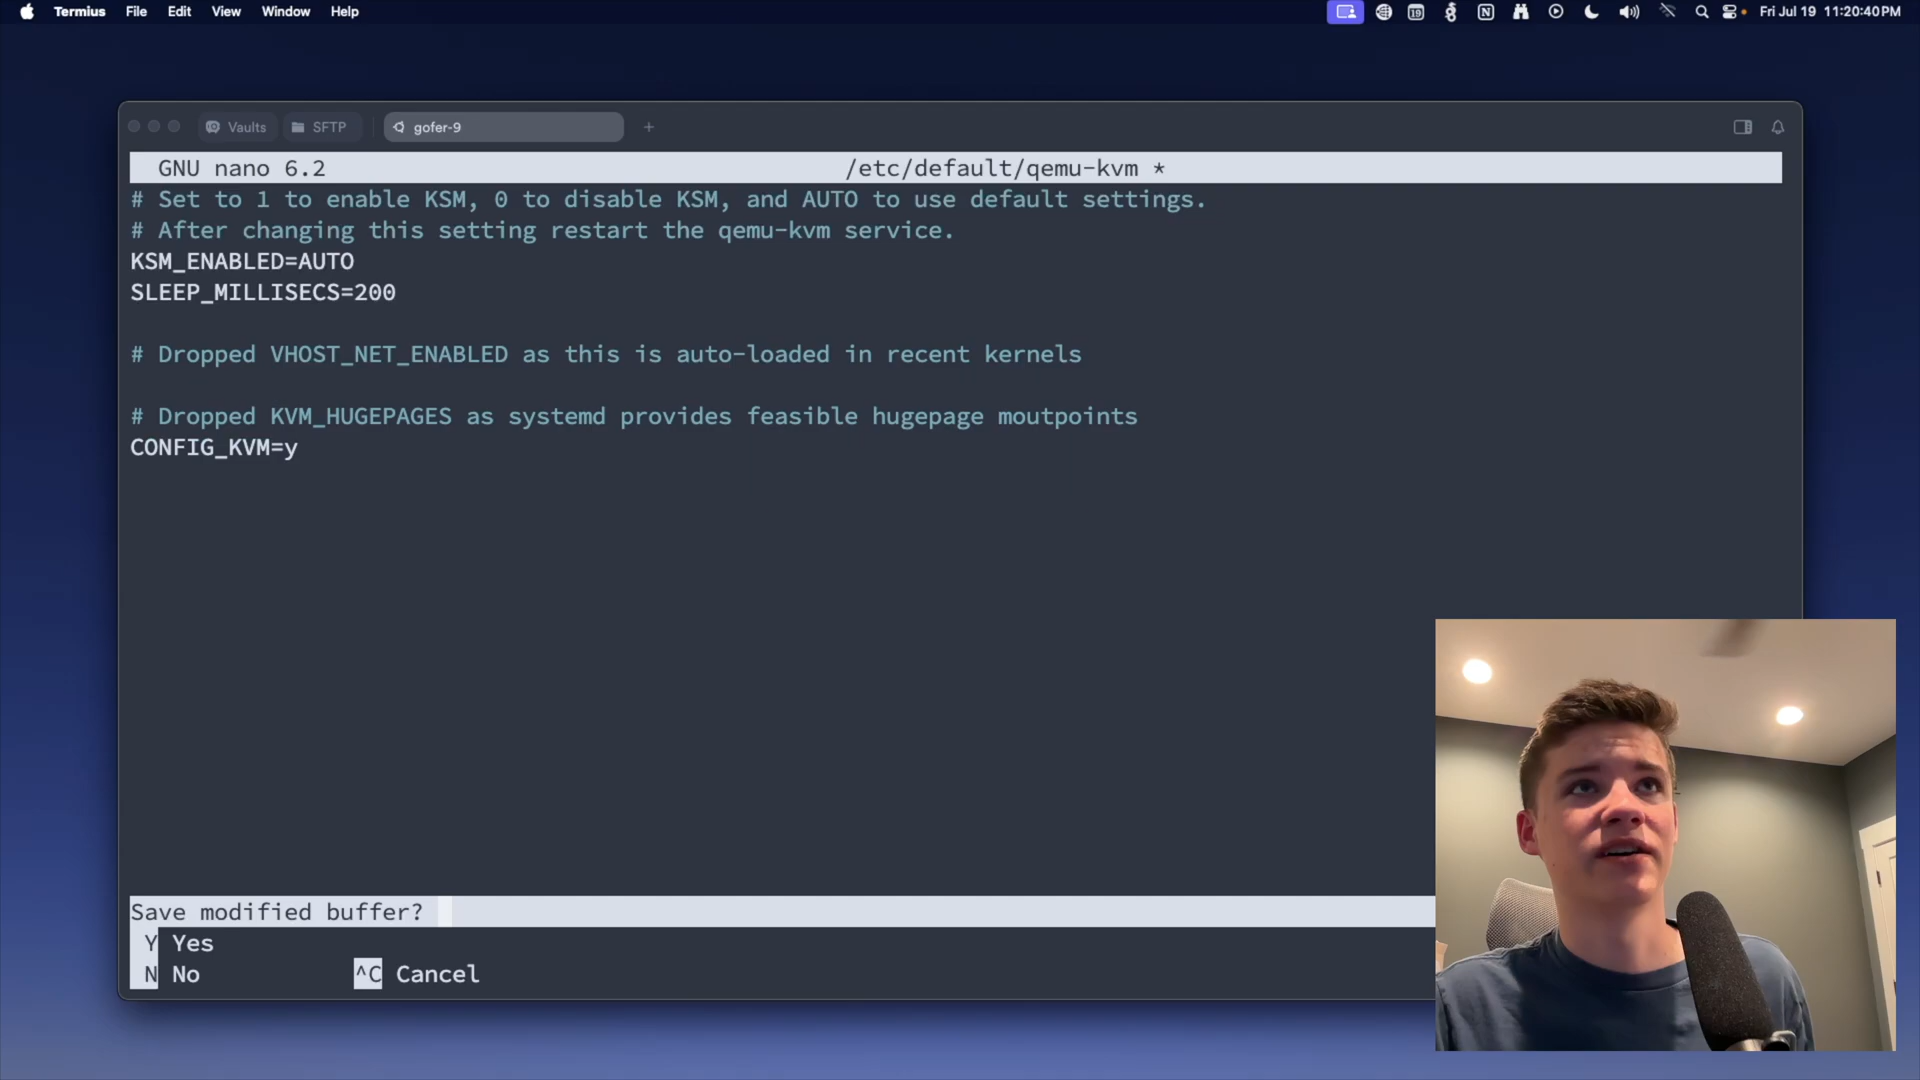 Termius File Edit View Window Help
19 Fri Jul 19 11:20:40 PM
Vaults SFTP gofer-9 +
GNU nano 6.2 /etc/default/qemu-kvm *
# Set to 1 to enable KSM, 0 to disable KSM, and AUTO to use default settings.
# After changing this setting restart the qemu-kvm service.
KSM_ENABLED=AUTO
SLEEP_MILLISECS=200
# Dropped VHOST_NET_ENABLED as this is auto-loaded in recent kernels
# Dropped KVM_HUGEPAGES as systemd provides feasible hugepage moutpoints
CONFIG_KVM=y
Save modified buffer?
Y Yes
N No ^C Cancel